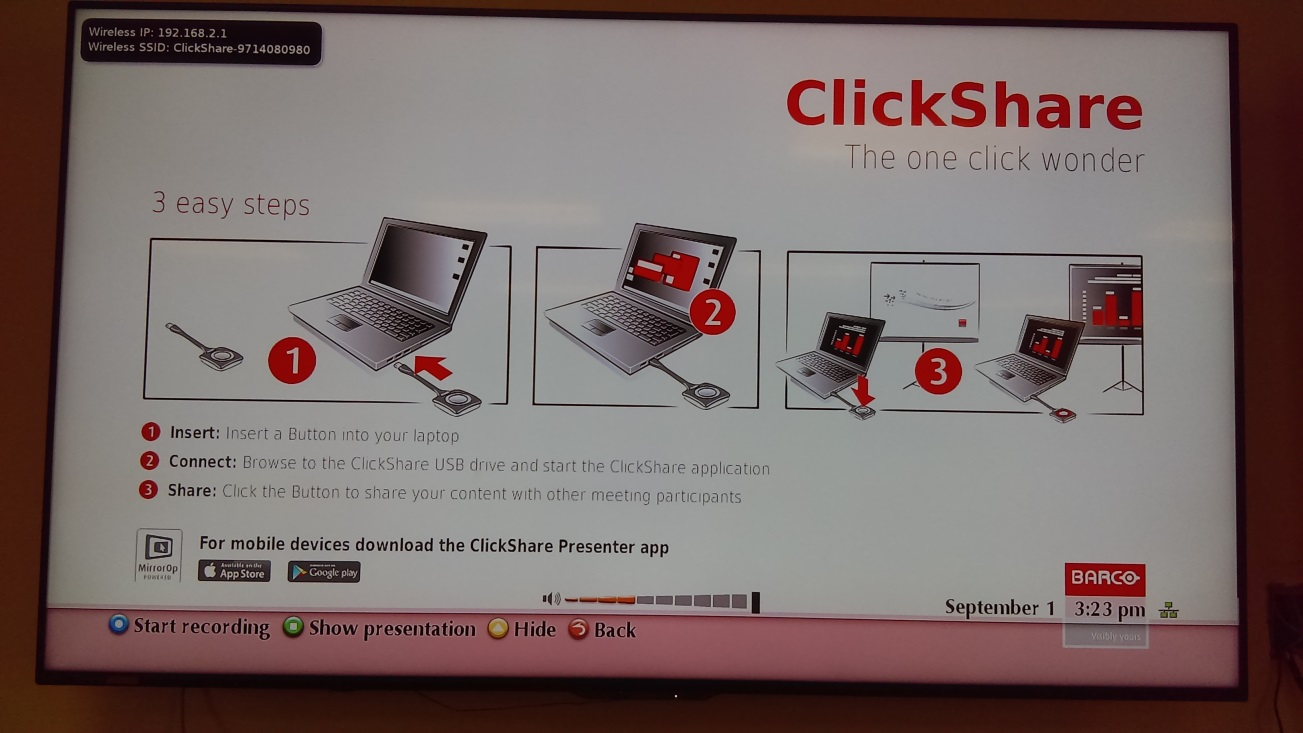 Wireless IP: 192.168.2.1
Wireless SSID: ClickShare-9714080980
ClickShare
The one click wonder
3 easy steps
1
2
3
1 Insert: Insert a Button into your laptop
2 Connect: Browse to the ClickShare USB drive and start the ClickShare application
3 Share: Click the Button to share your content with other meeting participants
For mobile devices download the ClickShare Presenter app
MirrorOp
POWERED
Available on the
App Store
Google play
BARCO
September 1 3:23 pm
Start recording Show presentation Hide Back
Visibly yours